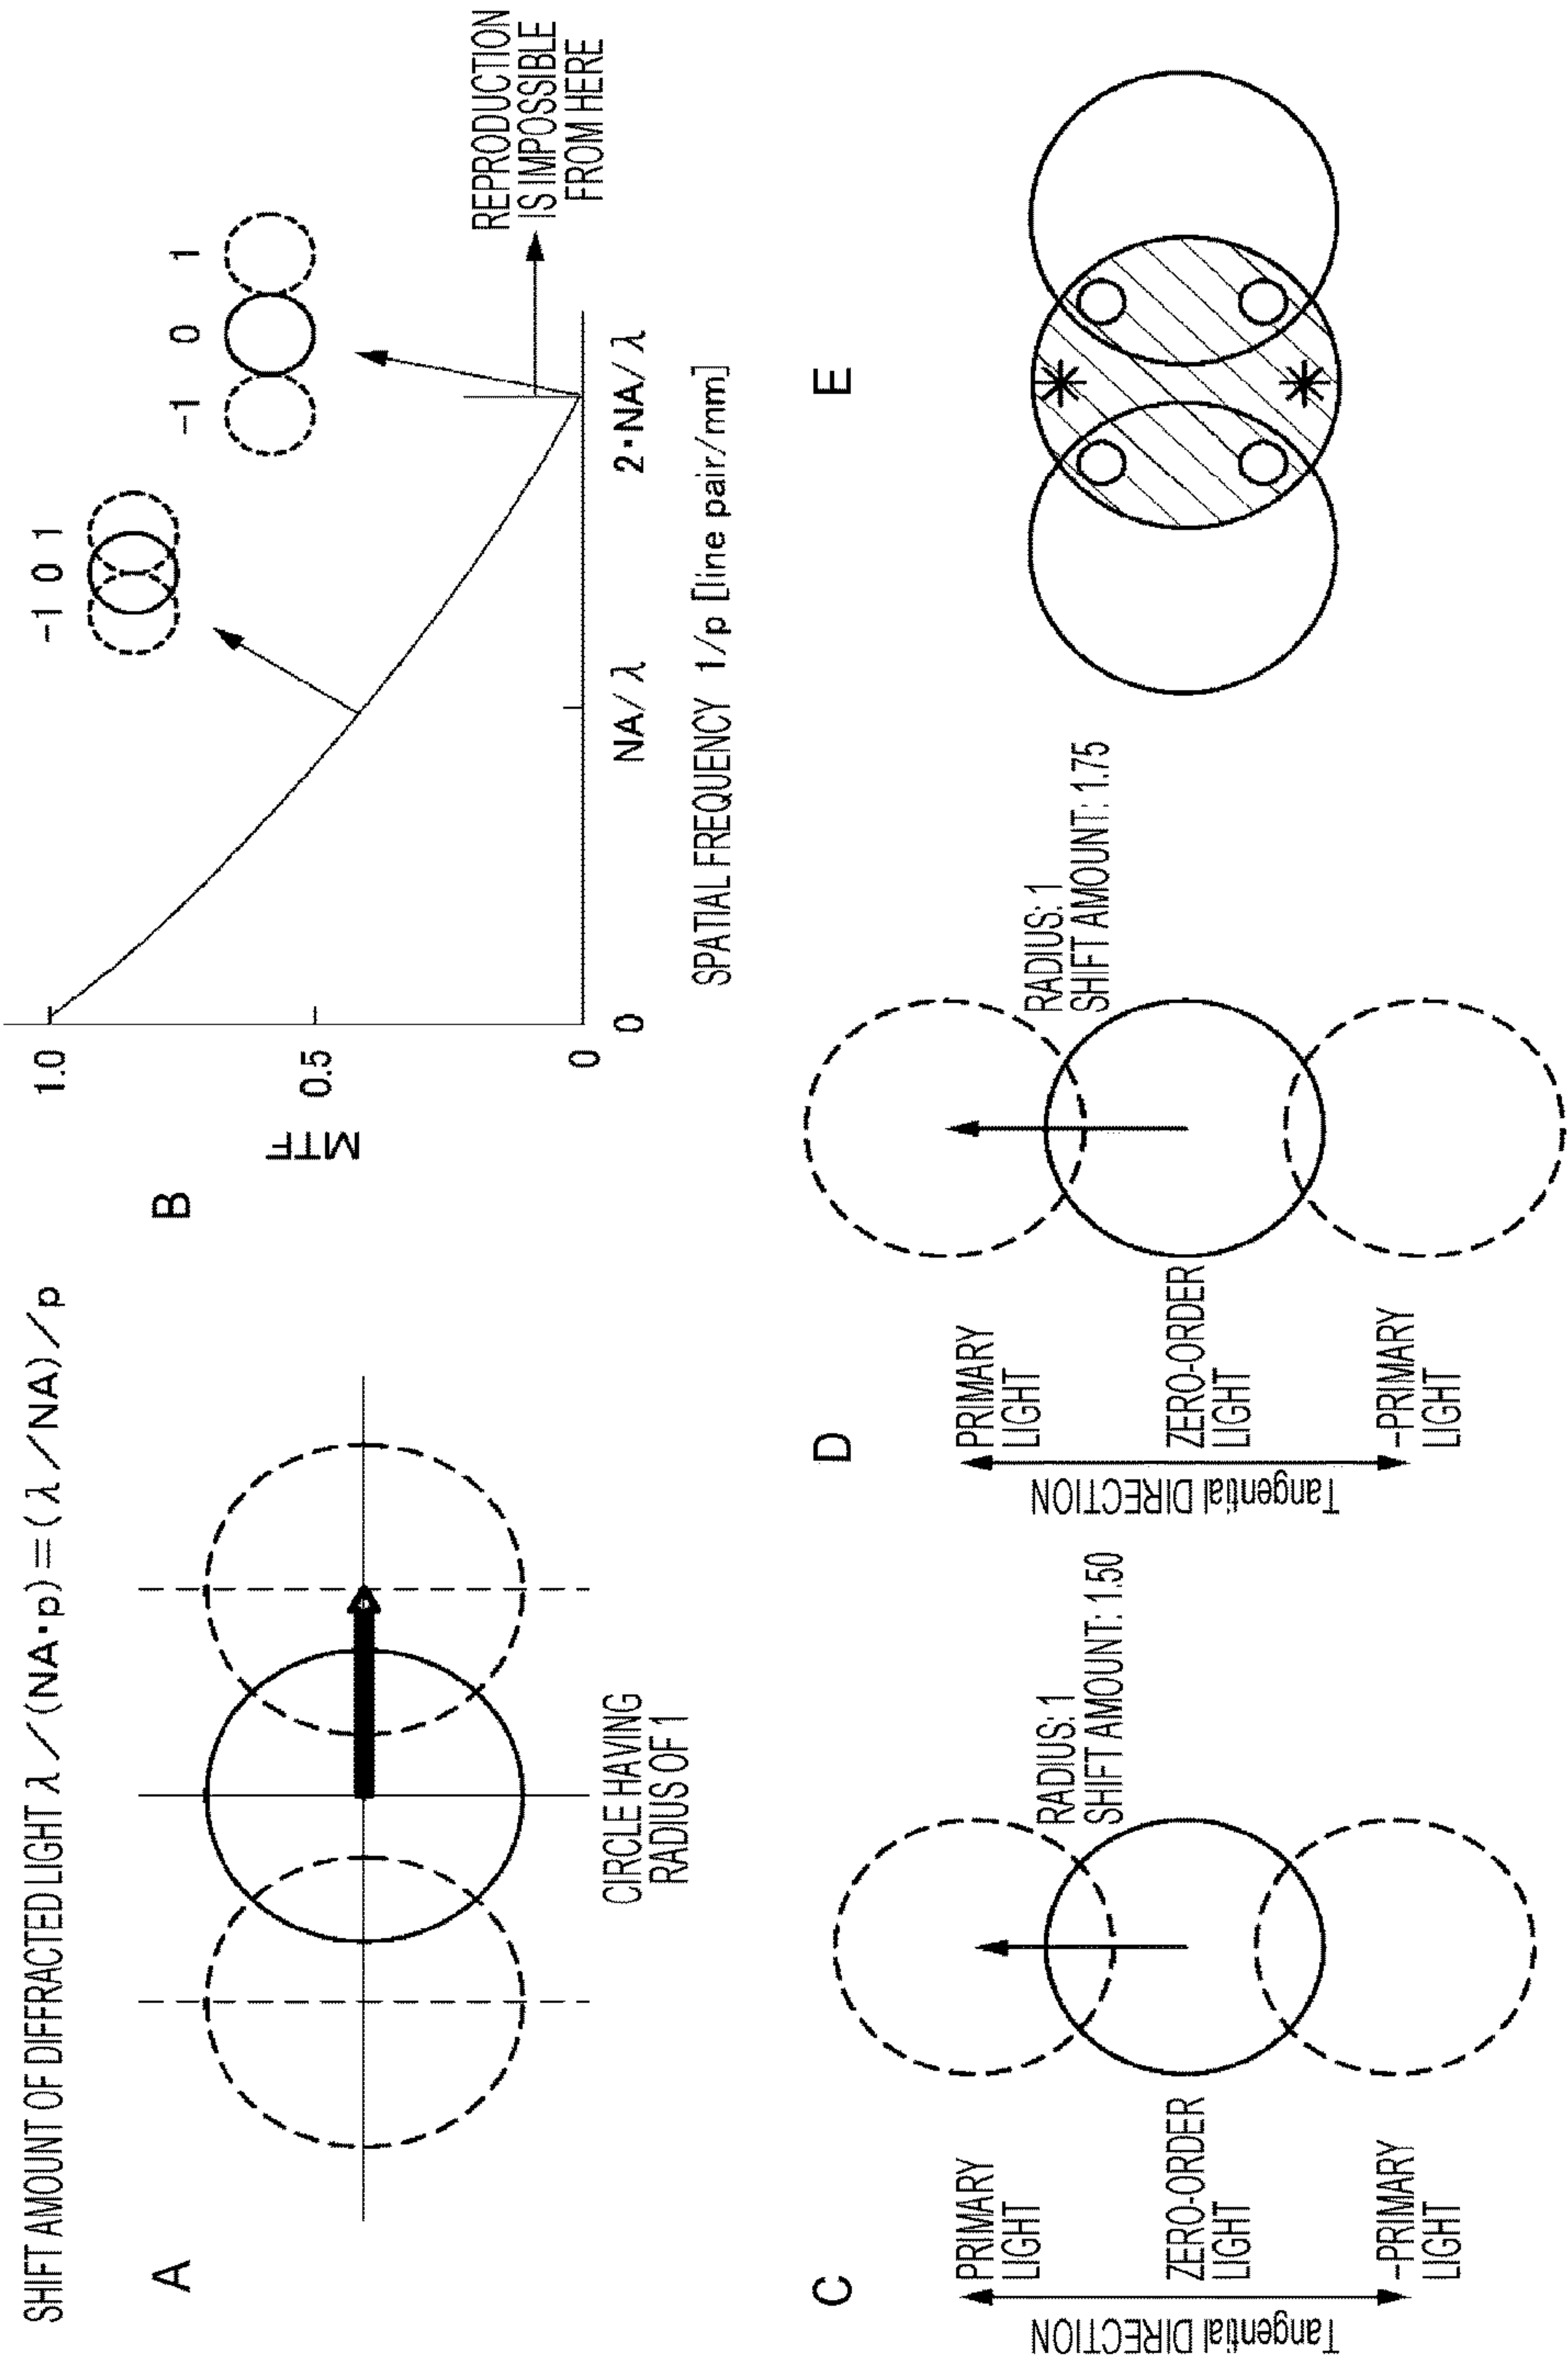 SHIFT AMOUNT OF DIFFRACTED LIGHT λ/(NA·p)=(λ/NA)/p
A
CIRCLE HAVING
RADIUS OF 1
B
MTF
1.0
0.5
0
0
NA/λ
2·NA/λ
SPATIAL FREQUENCY 1/p [line pair/mm]
-1 0 1
-1 0 1
REPRODUCTION
IS IMPOSSIBLE
FROM HERE
C
Tangential DIRECTION
PRIMARY
LIGHT
ZERO-ORDER
LIGHT
-PRIMARY
LIGHT
RADIUS:1
SHIFT AMOUNT: 1.50
D
Tangential DIRECTION
PRIMARY
LIGHT
ZERO-ORDER
LIGHT
-PRIMARY
LIGHT
RADIUS: 1
SHIFT AMOUNT: 1.75
E